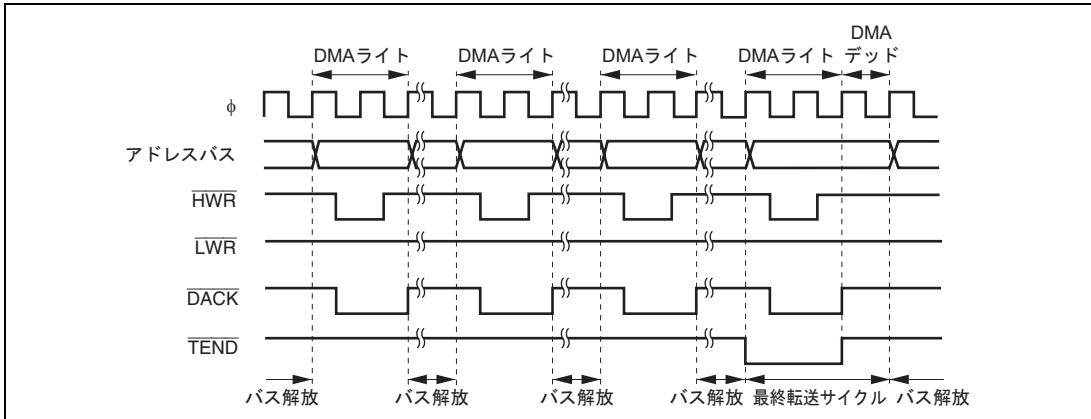 DMA
DMAライト DMAライト DMAライト DMAライト デッド
φ
アドレスバス
HWR
LWR
DACK
TEND
バス解放 バス解放 バス解放 バス解放 最終転送サイクル バス解放